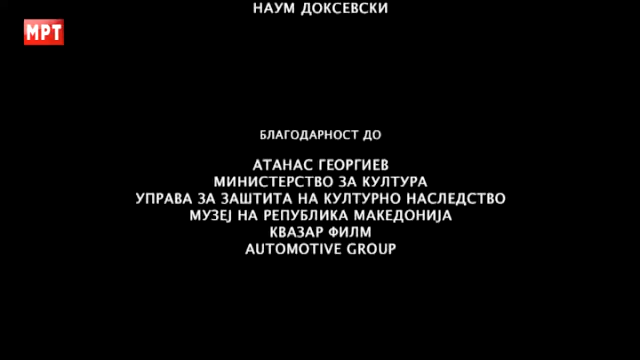 НАУМ ДОКСЕВСКИ
МРТ
БЛАГОДАРНОСТ ДО
АТАНАС ГЕОРГИЕВ
МИНИСТЕРСТВО ЗА КУЛТУРА
УПРАВА ЗА ЗАШТИТА НА КУЛТУРНО НАСЛЕДСТВО
МУЗЕЈ НА РЕПУБЛИКА МАКЕДОНИЈА
КВАЗАР ФИЛМ
AUTOMOTIVE GROUP